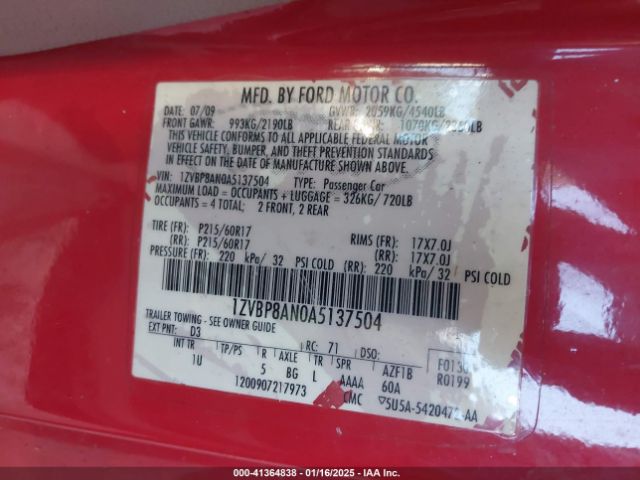 MFD. BY FORD MOTOR CO.
DATE: 07/09 GVWR: 2059KG/4540LB
FRONT GAWR: 993KG/2190LB REAR GAWR:
THIS VEHICLE CONFORMS TO ALL APPLICABLE FEDERAL MOTOR
VEHICLE SAFETY, BUMPER, AND THEFT PREVENTION STANDARDS
IN EFFECT ON THE DATE OF MANUFACTURE SHOWN ABOVE.
VIN: 1ZVBP8AN0A5137504 TYPE: Passenger Car
MAXIMUM LOAD = OCCUPANTS + LUGGAGE = 326KG/720LB
OCCUPANTS = 4 TOTAL; 2 FRONT, 2 REAR
TIRE (FR): P215/60R17 RIMS (FR): 17X7.0J
(RR): P215/60R17 (RR): 17X7.0J
PRESSURE (FR): 220 kPa/ 32 PSI COLD (RR): 220 kPa/ 32 PSI COLD
1ZVBP8AN0A5137504
TRAILER TOWING - SEE OWNER GUIDE
EXT PNT: D3 RC: 71 DSO: F0130
INT TR TP/PS R AXLE TR SPR AZF1B R0199
1U 5 BG L AAAA 60A
1200907217973 CMC
000-41364838 - 01/16/2025 - IAAI.com